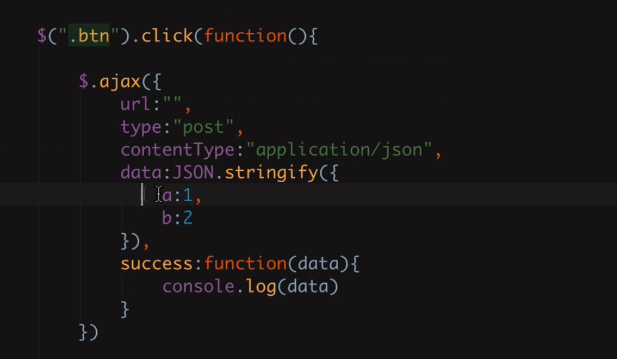 $(".btn").click(function(){
$.ajax({
url:"",
type:"post",
contentType:"application/json",
data:JSON.stringify({
a:1,
b:2
}),
success:function(data){
console.log(data)
}
})